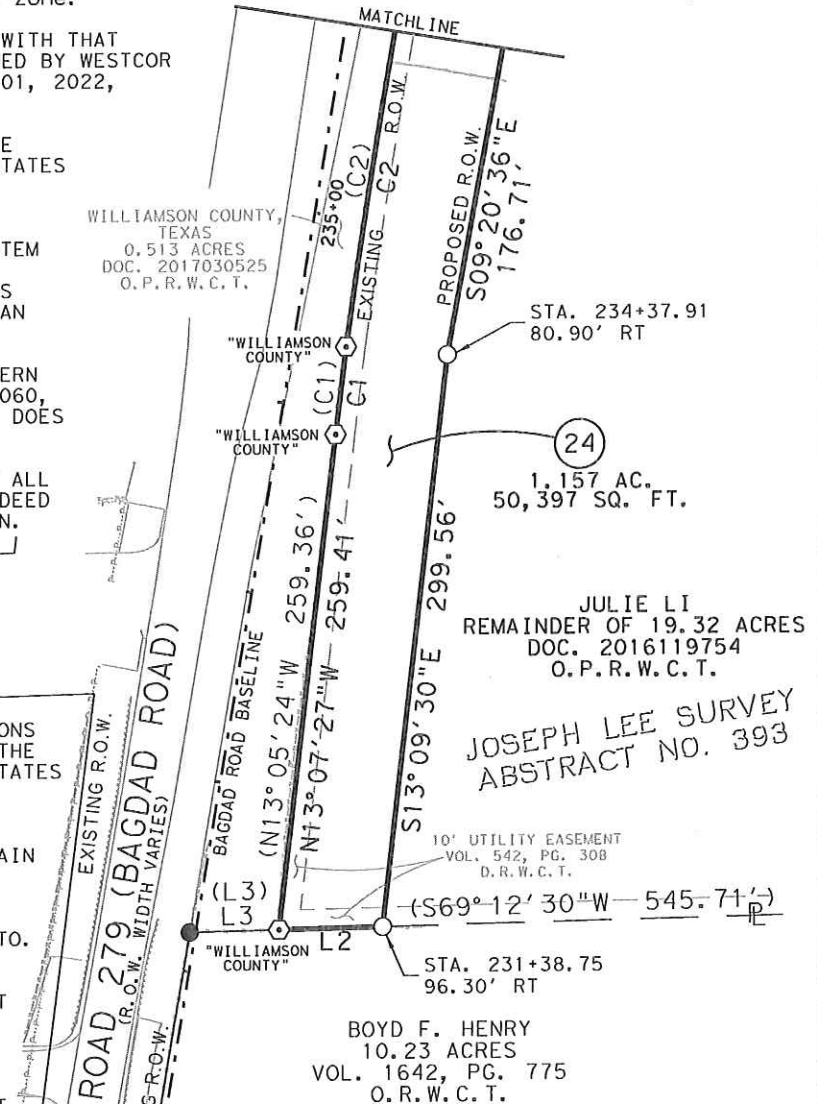 zone.
MATCHLINE
WITH THAT
ED BY WESTCOR
01, 2022,
E
TATES
WILLIAMSON COUNTY,
TEXAS
0.513 ACRES
DOC. 2017030525
O.P.R.W.C.T.
TEM
S
AN
ERN
060,
DOES
ALL
DEED
N.
235+00
(C2)
EXISTING C2 R.O.W.
PROPOSED R.O.W.
S09°20'36"E
176.71'
STA. 234+37.91
80.90' RT
"WILLIAMSON
COUNTY"
(C1)
C1
"WILLIAMSON
COUNTY"
24
1.157 AC.
50,397 SQ. FT.
(N13°05'24"W 259.36')
N13°07'27"W 259.41'
S13°09'30"E 299.56'
JULIE LI
REMAINDER OF 19.32 ACRES
DOC. 2016119754
O.P.R.W.C.T.
JOSEPH LEE SURVEY
ABSTRACT NO. 393
BAGDAD ROAD BASELINE
ONS
THE
TATES
AIN
TO.
T
EXISTING R.O.W.
ROAD 279 (BAGDAD ROAD)
(R.O.W. WIDTH VARIES)
G R.O.W.
10' UTILITY EASEMENT
VOL. 542, PG. 308
D.R.W.C.T.
(L3)
L3
(S69°12'30"W 545.71')
PL
"WILLIAMSON
COUNTY"
L2
STA. 231+38.75
96.30' RT
BOYD F. HENRY
10.23 ACRES
VOL. 1642, PG. 775
O.R.W.C.T.